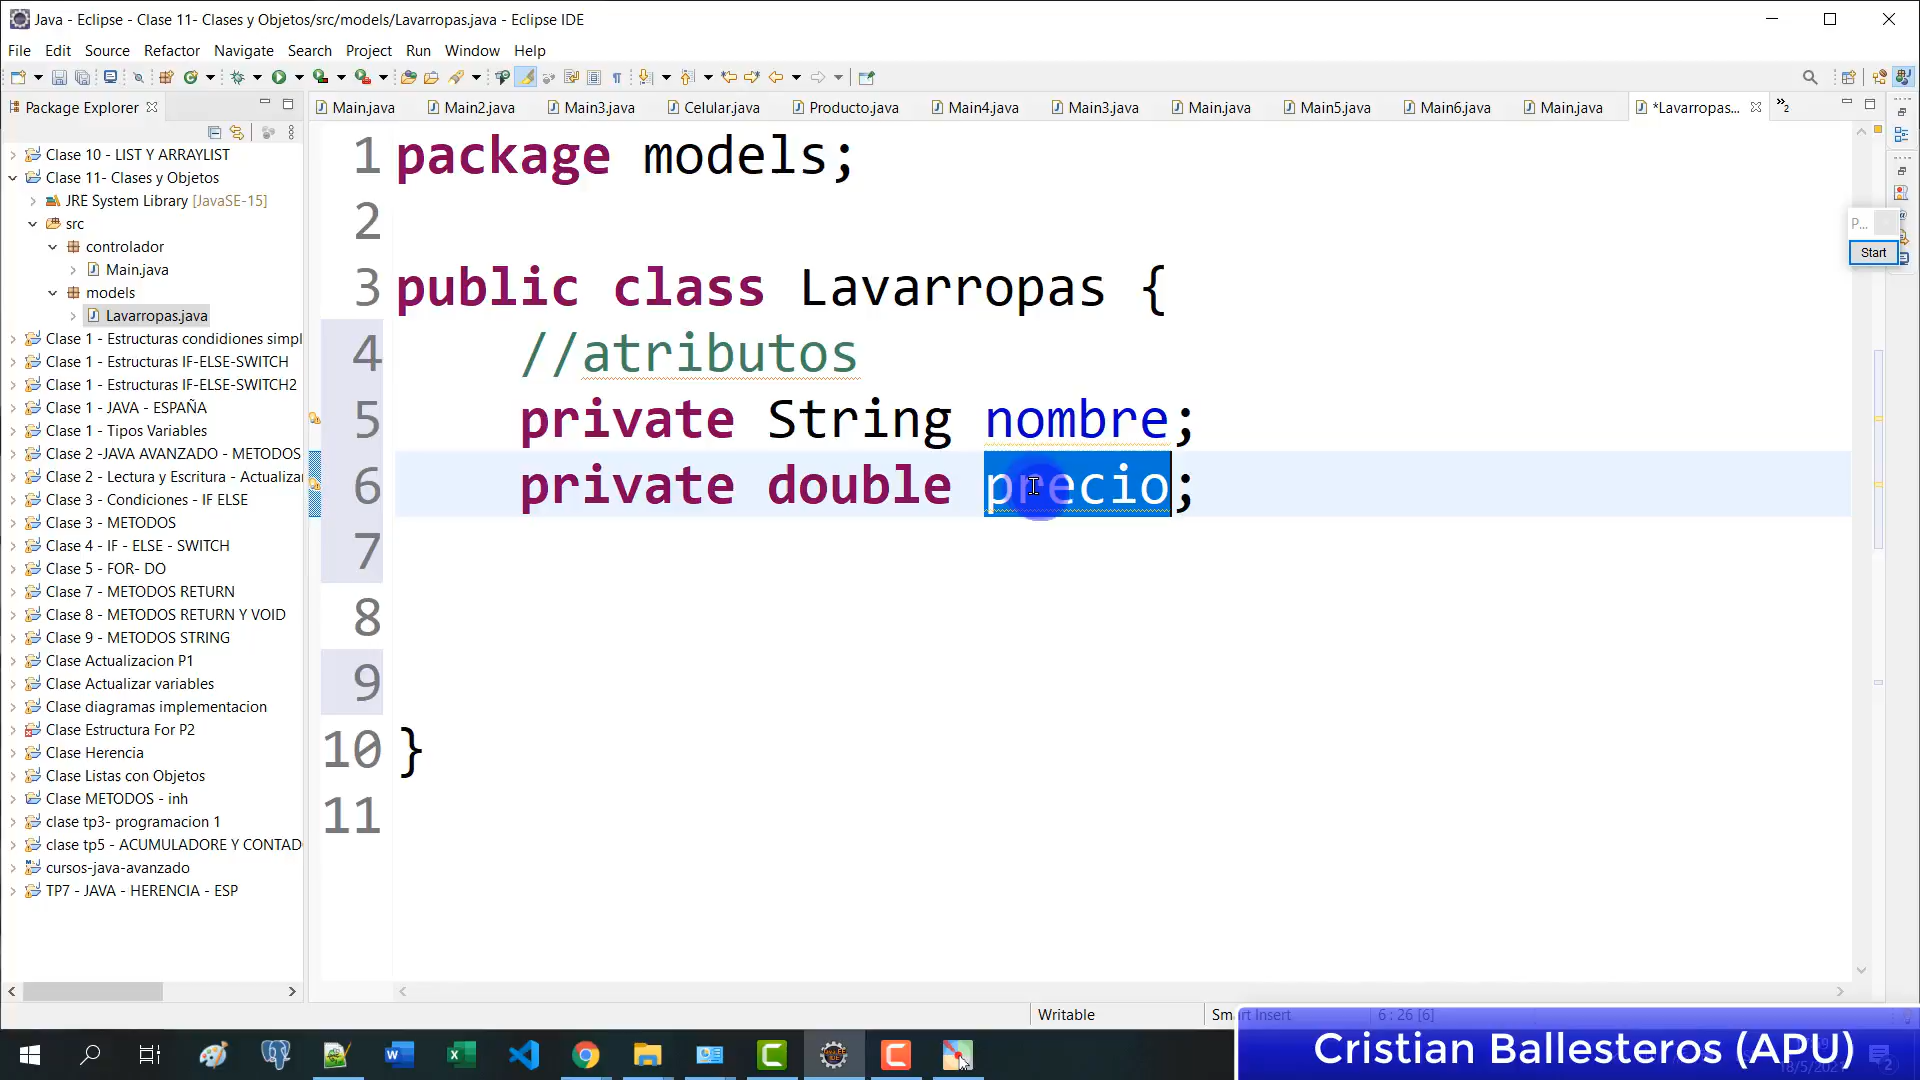 Java - Eclipse - Clase 11- Clases y Objetos/src/models/Lavarropas.java - Eclipse IDE
File Edit Source Refactor Navigate Search Project Run Window Help
Package Explorer
Main.java Main2.java Main3.java Celular.java Producto.java Main4.java Main3.java Main.java Main5.java Main6.java Main.java *Lavarropas... »2
Clase 10 - LIST Y ARRAYLIST
Clase 11- Clases y Objetos
JRE System Library [JavaSE-15]
src
controlador
Main.java
models
Lavarropas.java
Clase 1 - Estructuras condidiones simpl
Clase 1 - Estructuras IF-ELSE-SWITCH
Clase 1 - Estructuras IF-ELSE-SWITCH2
Clase 1 - JAVA - ESPAÑA
Clase 1 - Tipos Variables
Clase 2 -JAVA AVANZADO - METODOS
Clase 2 - Lectura y Escritura - Actualizar
Clase 3 - Condiciones - IF ELSE
Clase 3 - METODOS
Clase 4 - IF - ELSE - SWITCH
Clase 5 - FOR- DO
Clase 7 - METODOS RETURN
Clase 8 - METODOS RETURN Y VOID
Clase 9 - METODOS STRING
Clase Actualizacion P1
Clase Actualizar variables
Clase diagramas implementacion
Clase Estructura For P2
Clase Herencia
Clase Listas con Objetos
Clase METODOS - inh
clase tp3- programacion 1
clase tp5 - ACUMULADORE Y CONTAD
cursos-java-avanzado
TP7 - JAVA - HERENCIA - ESP
1 package models;
2
3 public class Lavarropas {
4 //atributos
5 private String nombre;
6 private double precio;
7
8
9
10 }
11
P...
Start
Writable Smart Insert 6 : 26 [6]
Cristian Ballesteros (APU)